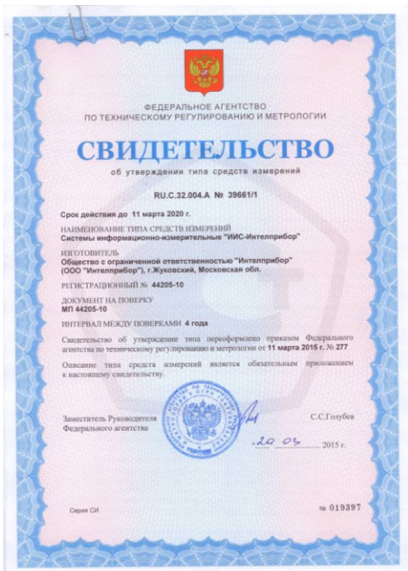 ФЕДЕРАЛЬНОЕ АГЕНТСТВО
ПО ТЕХНИЧЕСКОМУ РЕГУЛИРОВАНИЮ И МЕТРОЛОГИИ
СВИДЕТЕЛЬСТВО
об утверждении типа средств измерений
RU.C.32.004.A № 39661/1
Срок действия до 11 марта 2020 г.
НАИМЕНОВАНИЕ ТИПА СРЕДСТВ ИЗМЕРЕНИЙ
Системы информационно-измерительные "ИИС-Интелприбор"
ИЗГОТОВИТЕЛЬ
Общество с ограниченной ответственностью "Интелприбор"
(ООО "Интелприбор"), г.Жуковский, Московская обл.
РЕГИСТРАЦИОННЫЙ № 44205-10
ДОКУМЕНТ НА ПОВЕРКУ
МП 44205-10
ИНТЕРВАЛ МЕЖДУ ПОВЕРКАМИ 4 года
Свидетельство об утверждении типа переоформлено приказом Федерального
агентства по техническому регулированию и метрологии от 11 марта 2015 г. № 277
Описание типа средств измерений является обязательным приложением
к настоящему свидетельству.
Заместитель Руководителя
Федерального агентства
С.С.Голубев
20 03 2015 г.
Серия СИ
№ 019397